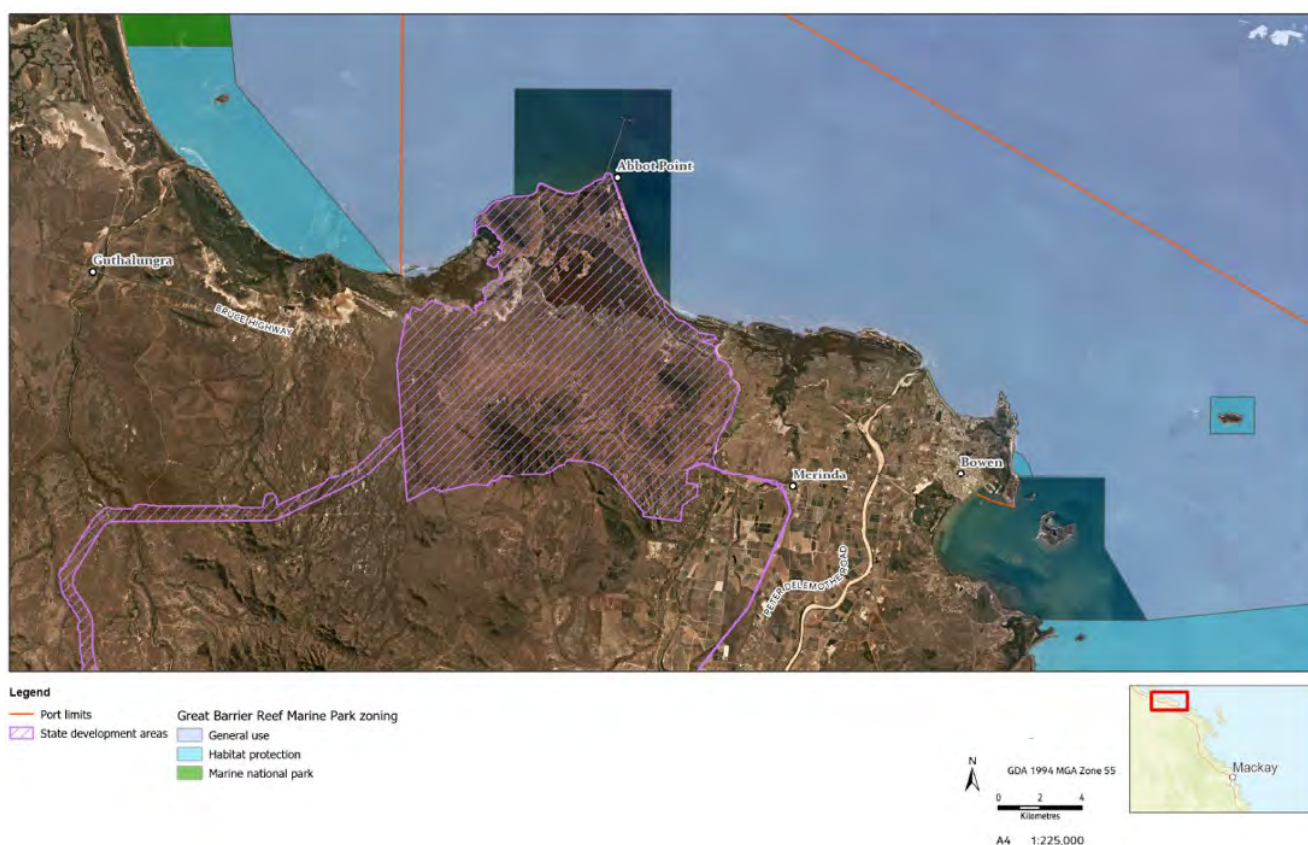 Abbot Point
Guthalungra
BRUCE HIGHWAY
Merinda
Bowen
PETER DELEMOTHE ROAD
Legend
Port limits
State development areas
Great Barrier Reef Marine Park zoning
General use
Habitat protection
Marine national park
N
GDA 1994 MGA Zone 55
0 2 4
Kilometres
A4 1:225,000
Mackay